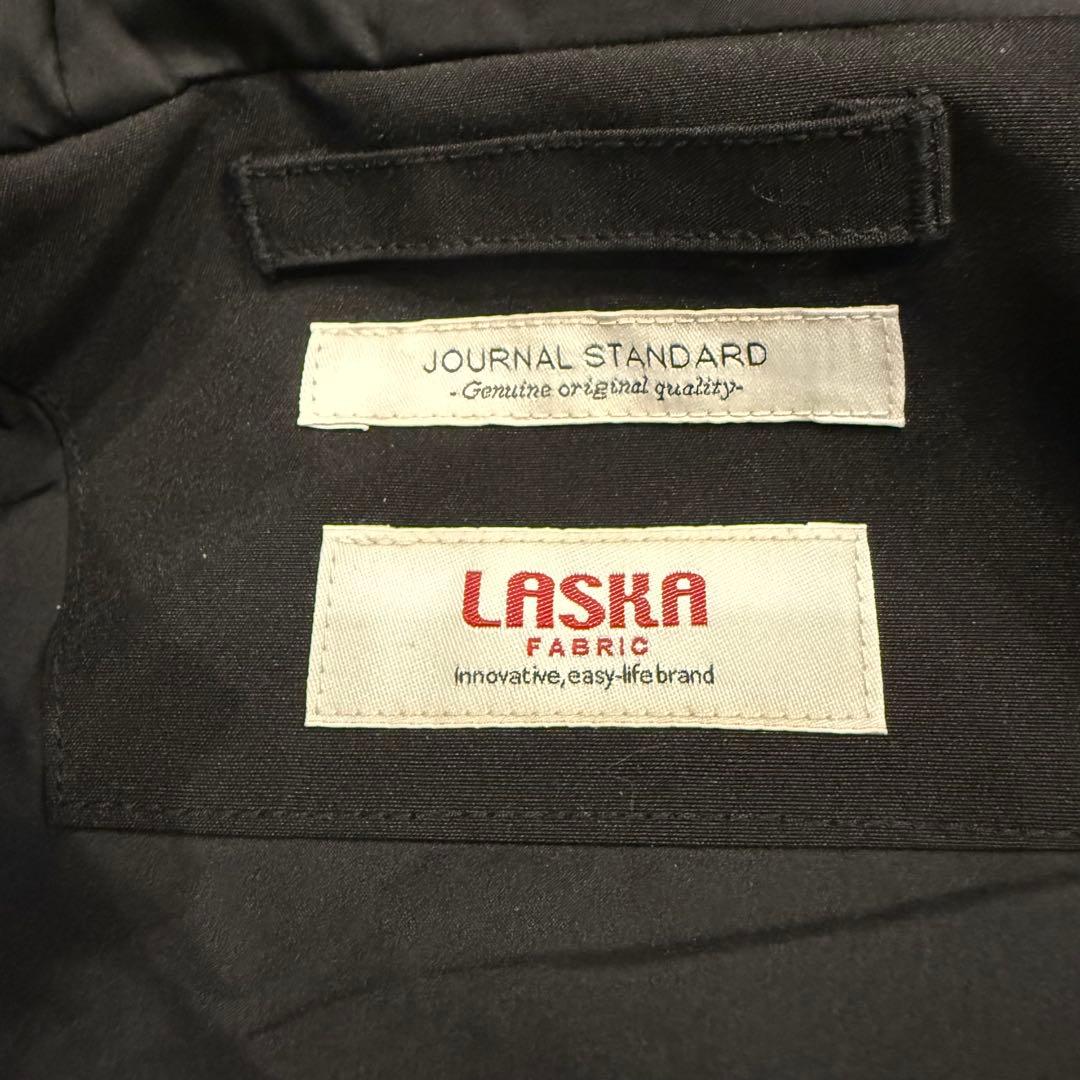 JOURNAL STANDARD
-Genuine original quality-
LASKA
FABRIC
Innovative, easy-life brand